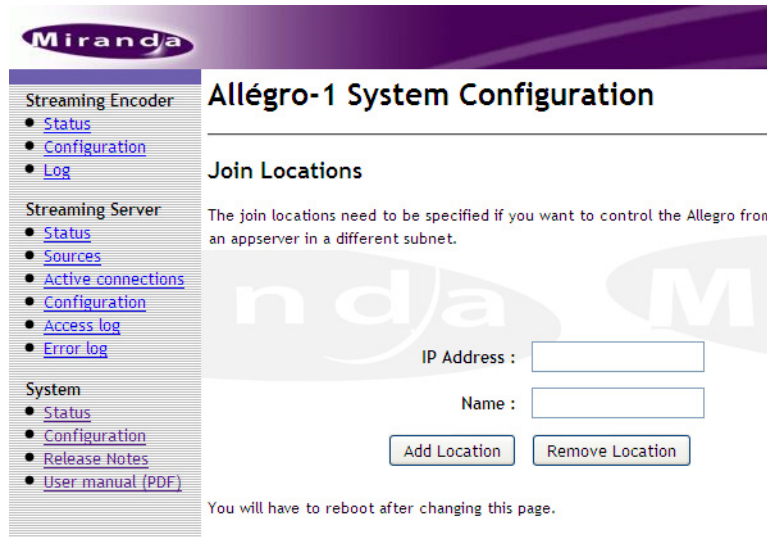 Miranda
Streaming Encoder
Status
Configuration
Log
Streaming Server
Status
Sources
Active connections
Configuration
Access log
Error log
System
Status
Configuration
Release Notes
User manual (PDF)
Allégro-1 System Configuration
Join Locations
The join locations need to be specified if you want to control the Allegro from
an appserver in a different subnet.
nda M
IP Address :
Name :
Add Location Remove Location
You will have to reboot after changing this page.